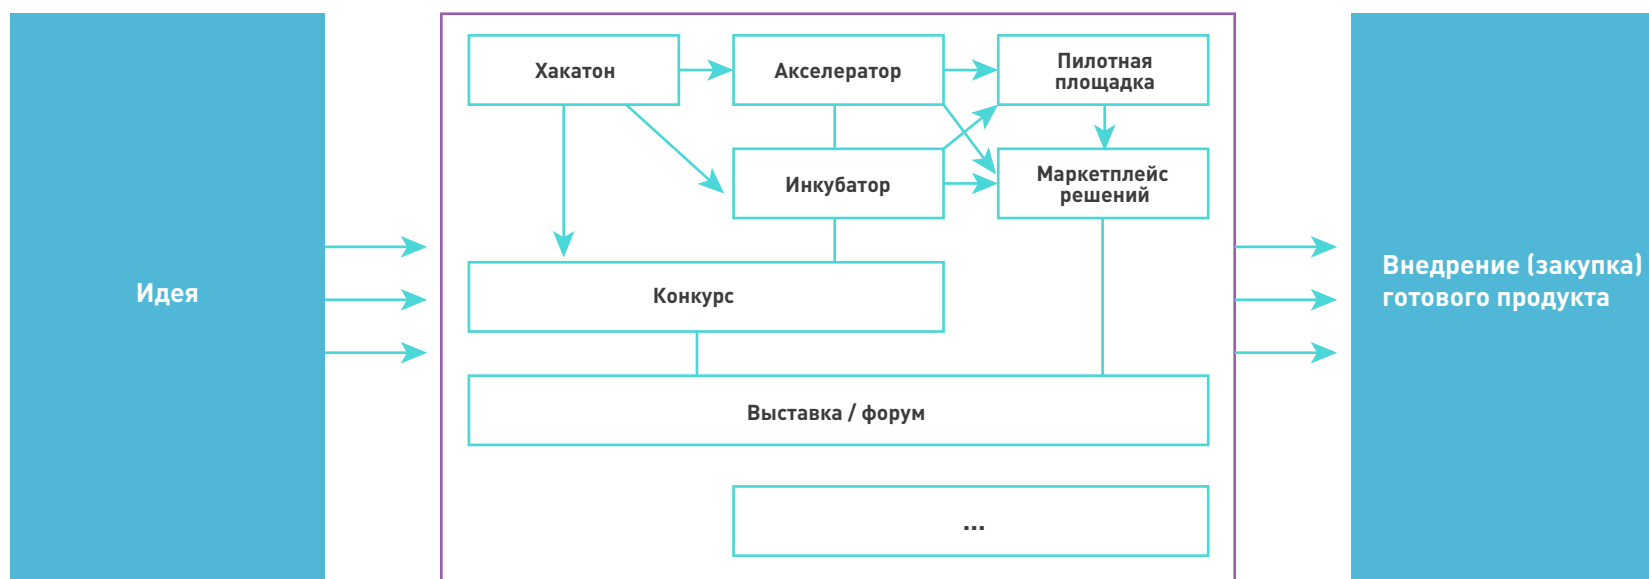 Идея
Хакатон
Акселератор
Пилотная
площадка
Инкубатор
Маркетплейс
решений
Конкурс
Выставка / форум
...
Внедрение (закупка)
готового продукта